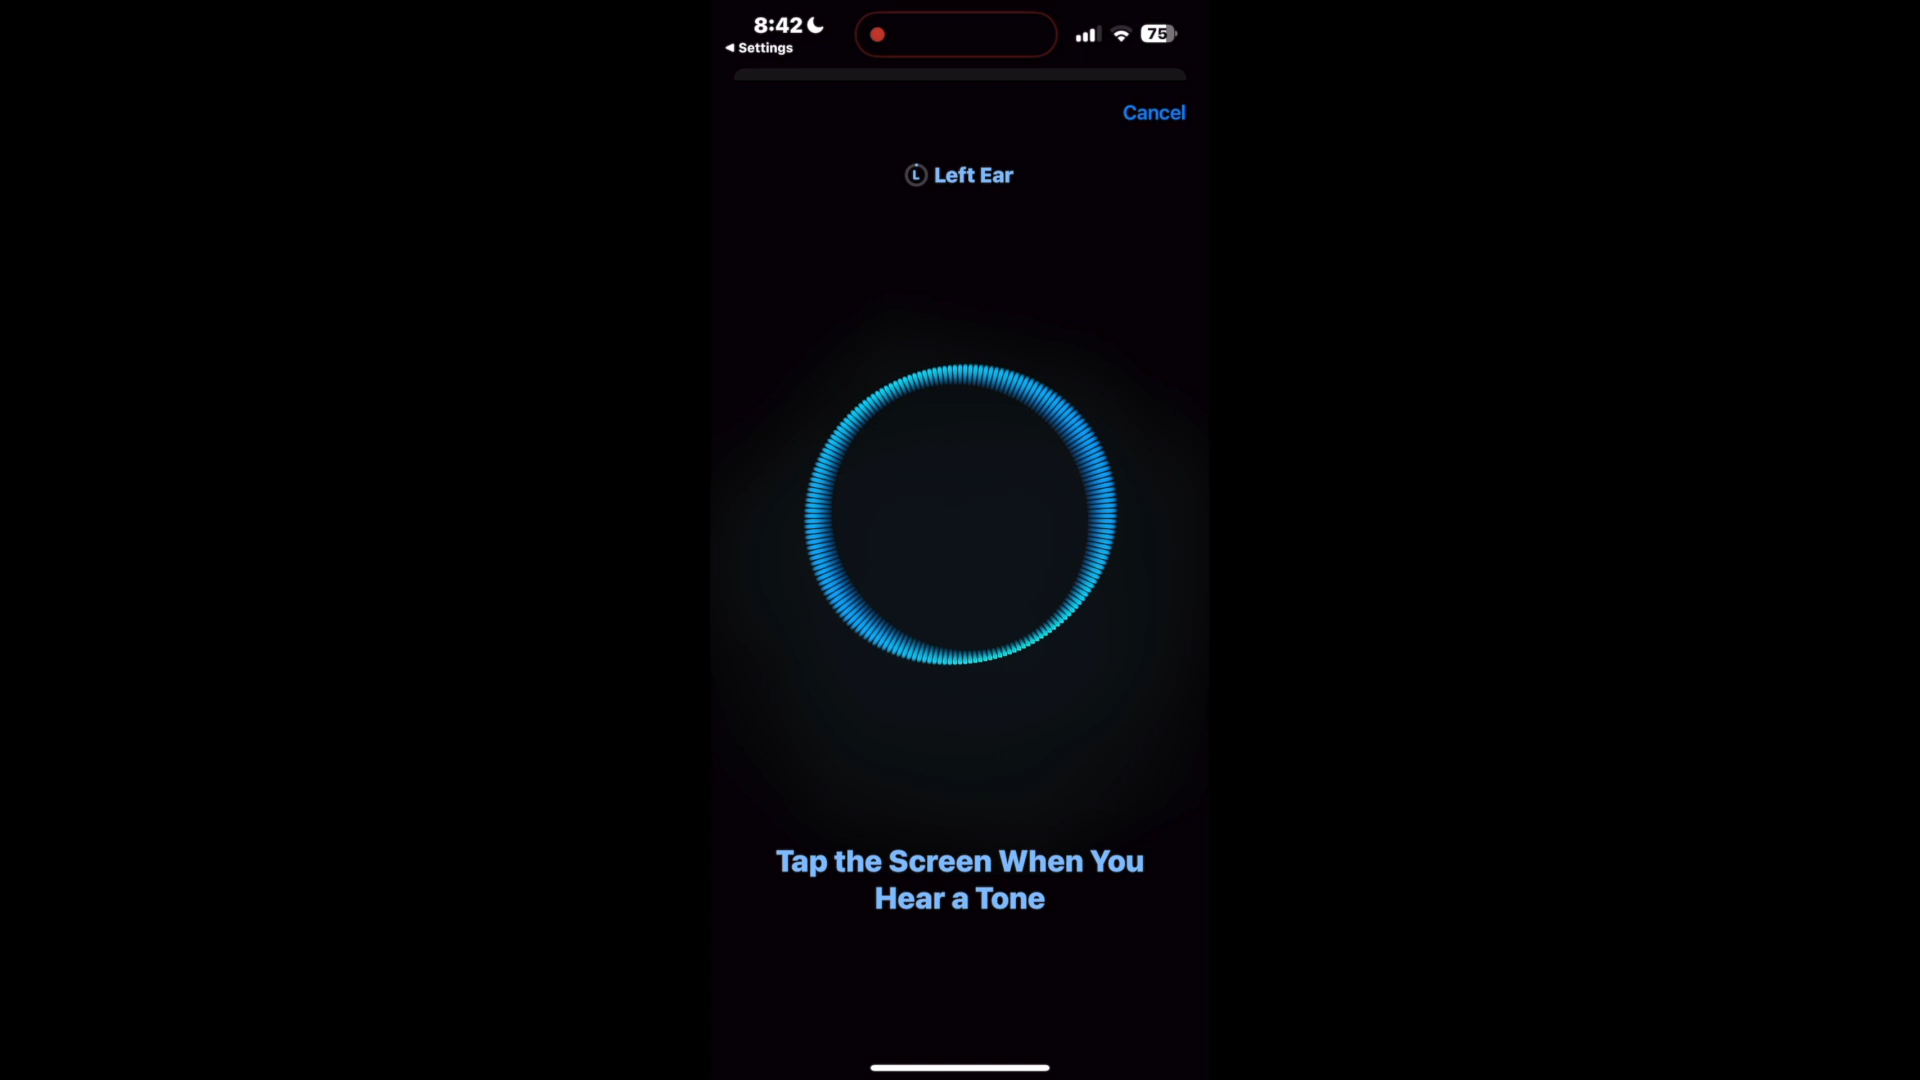 8:42
◀ Settings
75
Cancel
L Left Ear
Tap the Screen When You
Hear a Tone